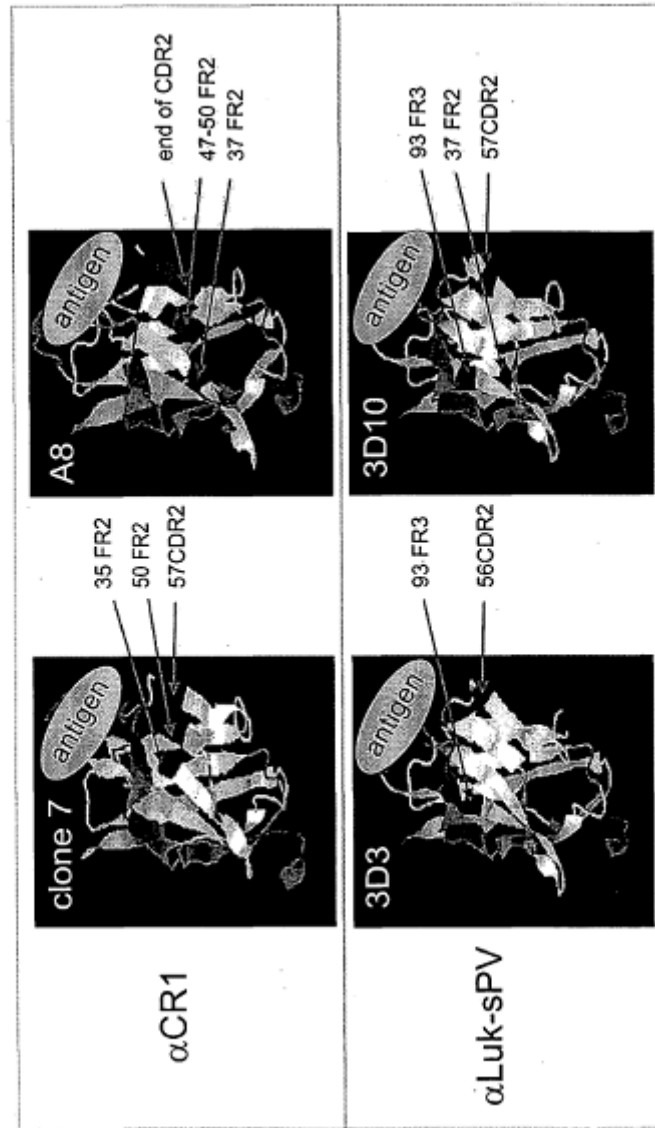 αCR1
clone 7
antigen
35 FR2
50 FR2
57CDR2
A8
antigen
end of CDR2
47-50 FR2
37 FR2
αLuk-sPV
3D3
antigen
93 FR3
56CDR2
3D10
antigen
93 FR3
37 FR2
57CDR2